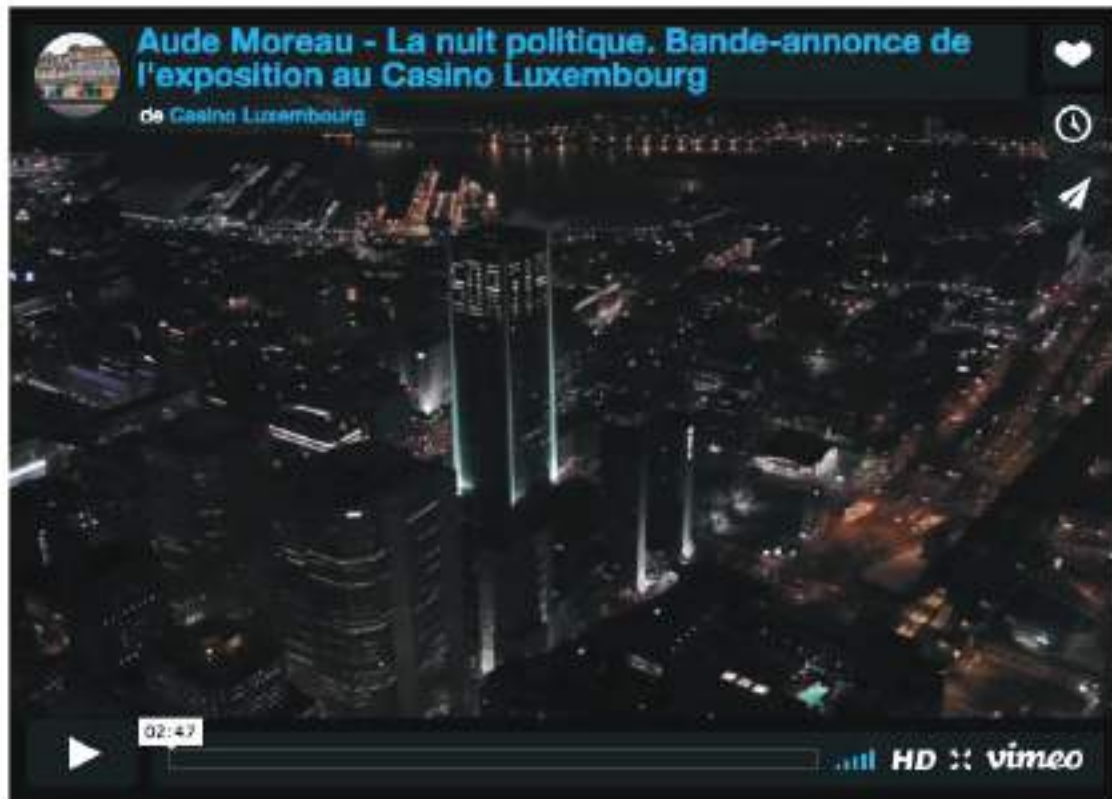 Aude Moreau - La nuit politique. Bande-annonce de
l'exposition au Casino Luxembourg
de Casino Luxembourg
02:47
HD vimeo